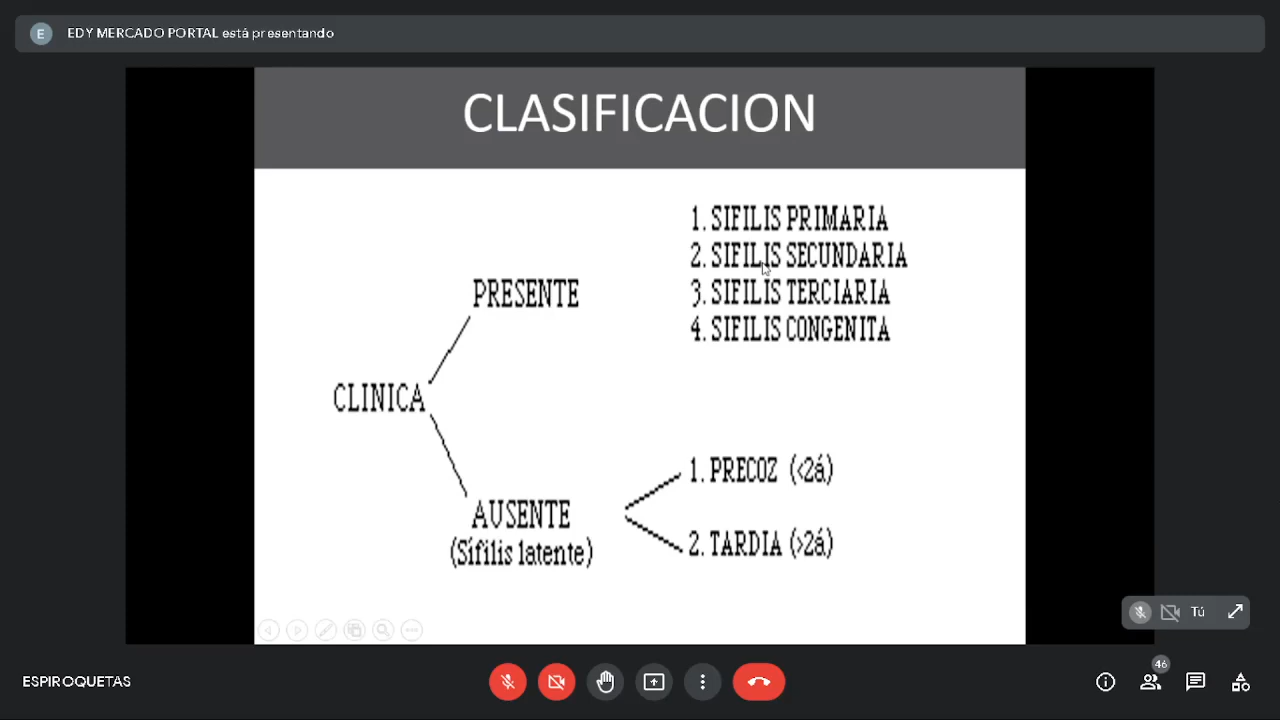 E
EDY MERCADO PORTAL está presentando
CLASIFICACION
1. SIFILIS PRIMARIA
2. SIFILIS SECUNDARIA
3. SIFILIS TERCIARIA
4. SIFILIS CONGENITA
PRESENTE
CLINICA
AUSENTE
(Sífilis latente)
1. PRECOZ (<2á)
2. TARDIA (>2á)
Tú
ESPIROQUETAS
46